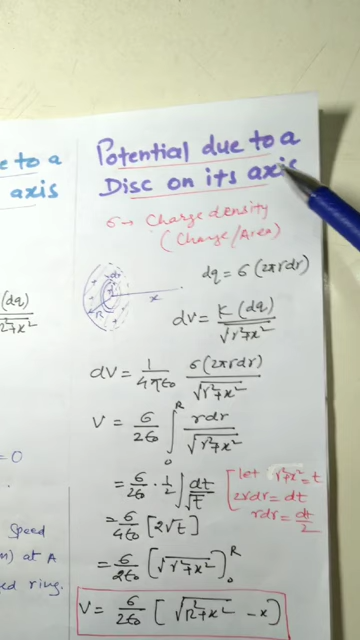 e to a
axis
(dq)
r²+x²
= 0
Speed
m) at A
ed ring.
Potential due to a
Disc on its axis
σ → Charge density
(Charge/Area)
dr
r
R
x
dq = σ(2πrdr)
dV = K(dq)/√r²+x²
dV = 1/4πε₀ σ(2πrdr)/√r²+x²
V = σ/2ε₀ ∫₀ᴿ rdr/√r²+x²
= σ/2ε₀ · 1/2 ∫ dt/√t
[let r²+x² = t
2rdr = dt
rdr = dt/2
= σ/4ε₀ [2√t]
= σ/2ε₀ (√r²+x²)₀ᴿ
V = σ/2ε₀ [√R²+x² - x]